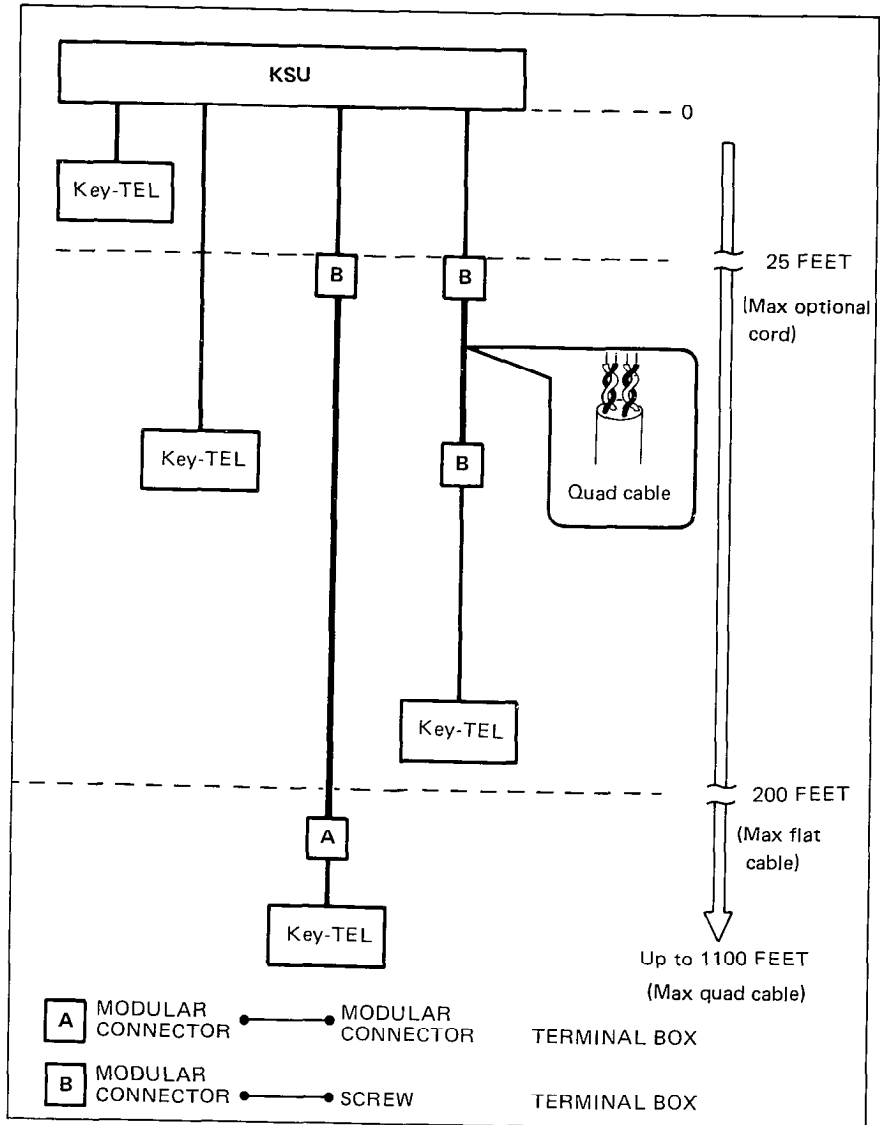 KSU
0
Key-TEL
25 FEET
(Max optional
cord)
B
B
Key-TEL
B
Quad cable
Key-TEL
200 FEET
(Max flat
cable)
A
Key-TEL
Up to 1100 FEET
(Max quad cable)
A MODULAR CONNECTOR MODULAR CONNECTOR TERMINAL BOX
B MODULAR CONNECTOR SCREW TERMINAL BOX